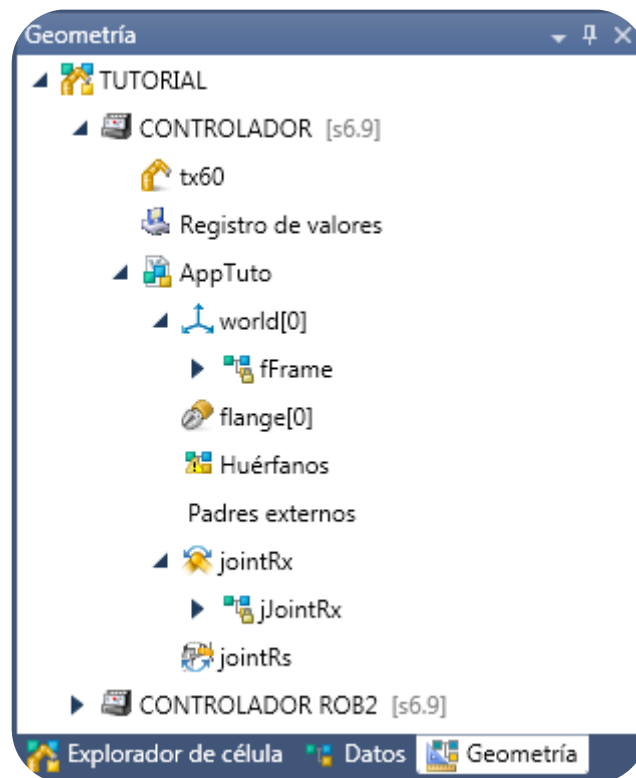 Geometría
TUTORIAL
CONTROLADOR [s6.9]
tx60
Registro de valores
AppTuto
world[0]
fFrame
flange[0]
Huérfanos
Padres externos
jointRx
jJointRx
jointRs
CONTROLADOR ROB2 [s6.9]
Explorador de célula Datos Geometría